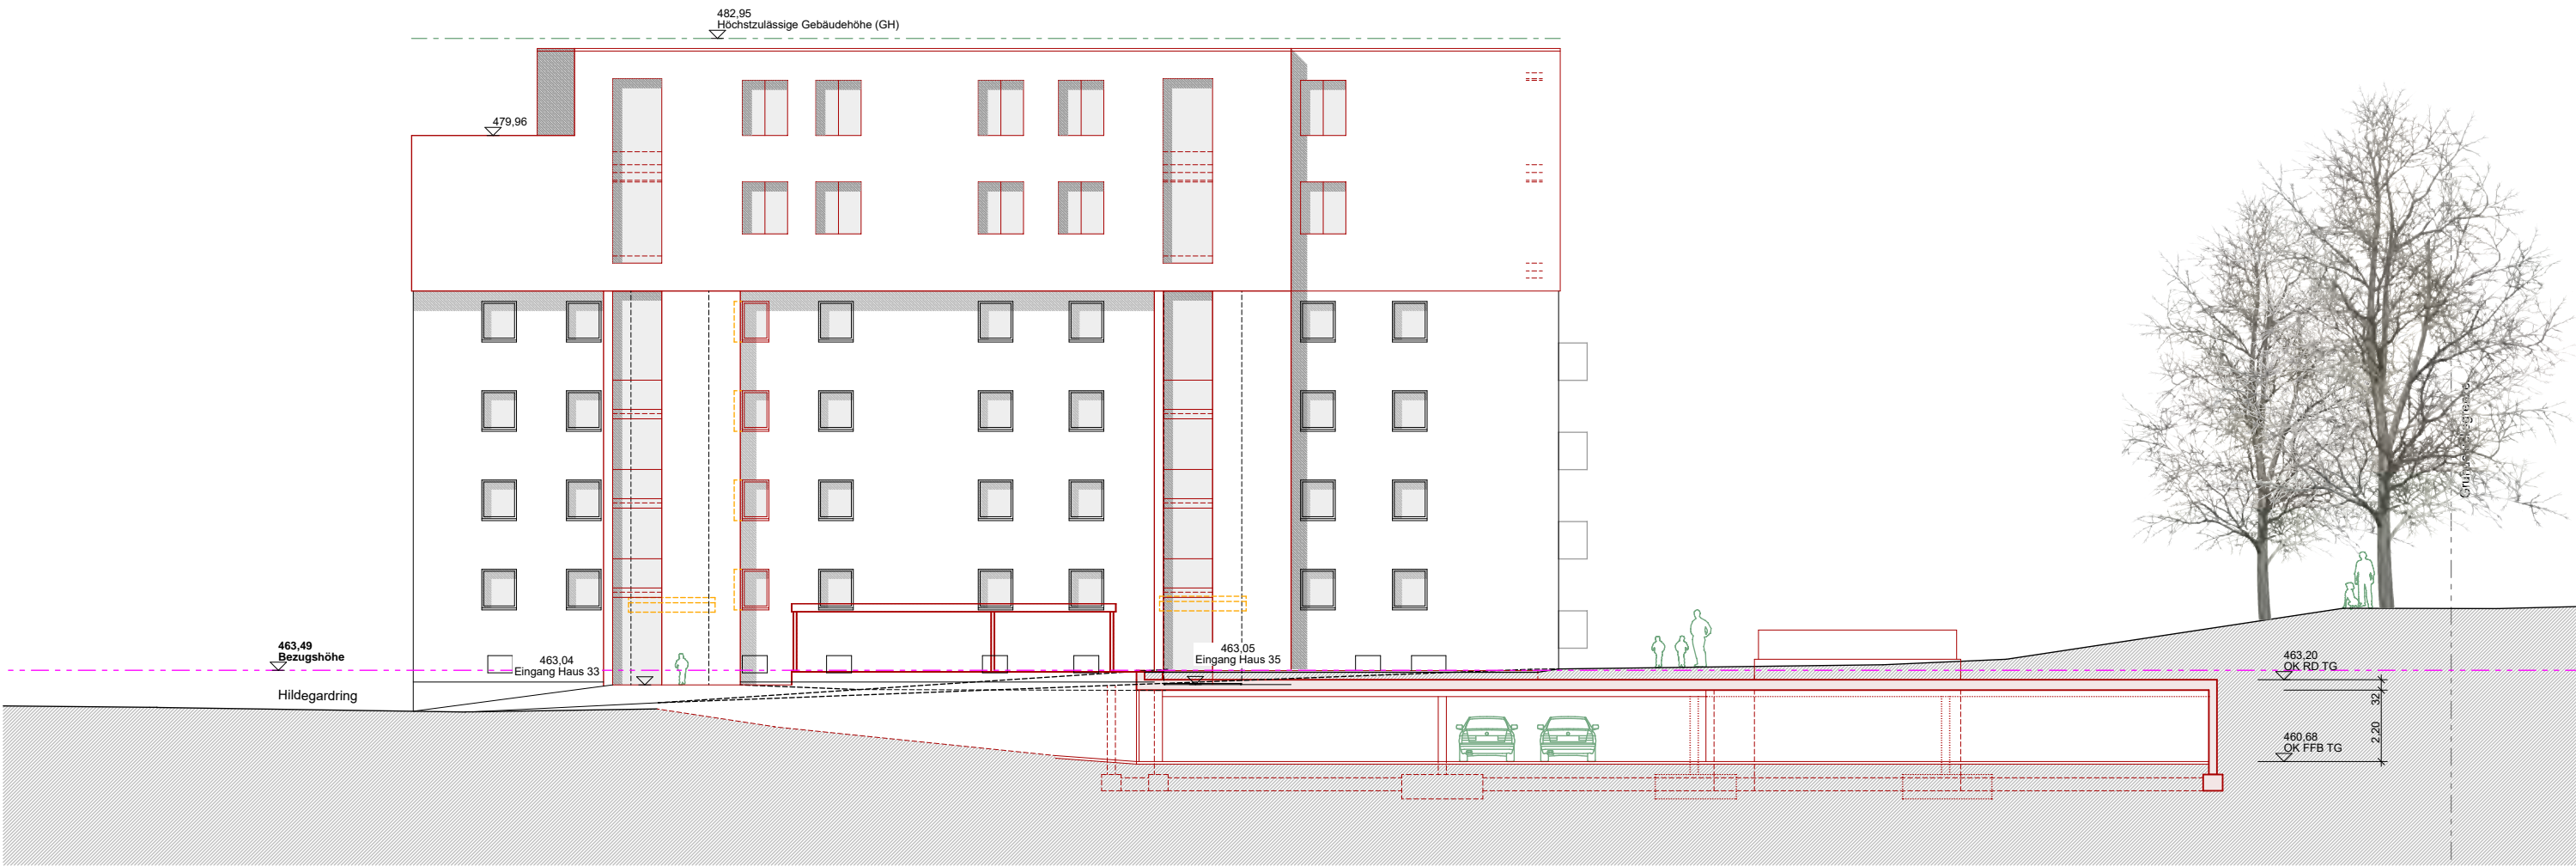 482,95
Höchstzulässige Gebäudehöhe (GH)
479,96
Grundstücksgrenze
463,49
Bezugshöhe
463,04
Eingang Haus 33
463,05
Eingang Haus 35
463,20
OK RD TG
Hildegardring
32
2,20
460,68
OK FFB TG